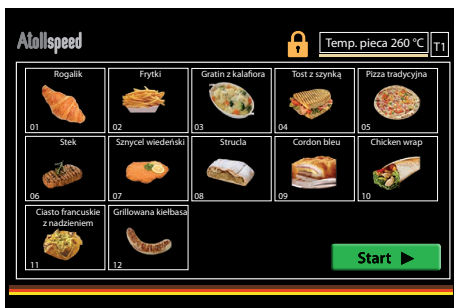 Atollspeed
Temp. pieca 260 °C
T1
Rogalik
01
Frytki
02
Gratin z kalafiora
03
Tost z szynką
04
Pizza tradycyjna
05
Stek
06
Sznycel wiedeński
07
Strucla
08
Cordon bleu
09
Chicken wrap
10
Ciasto francuskie
z nadzieniem
11
Grillowana kiełbasa
12
Start